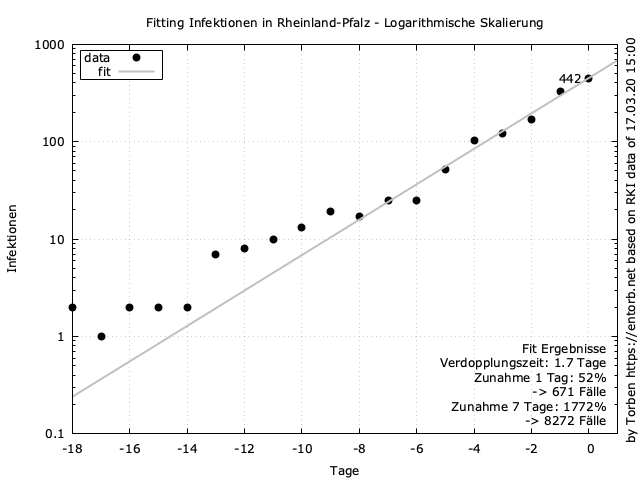 Fitting Infektionen in Rheinland-Pfalz - Logarithmische Skalierung
1000
100
10
1
0.1
Infektionen
data
fit
442
Fit Ergebnisse
Verdopplungszeit: 1.7 Tage
Zunahme 1 Tag: 52%
-> 671 Fälle
Zunahme 7 Tage: 1772%
-> 8272 Fälle
-18 -16 -14 -12 -10 -8 -6 -4 -2 0
Tage
by Torben https://entorb.net based on RKI data of 17.03.20 15:00